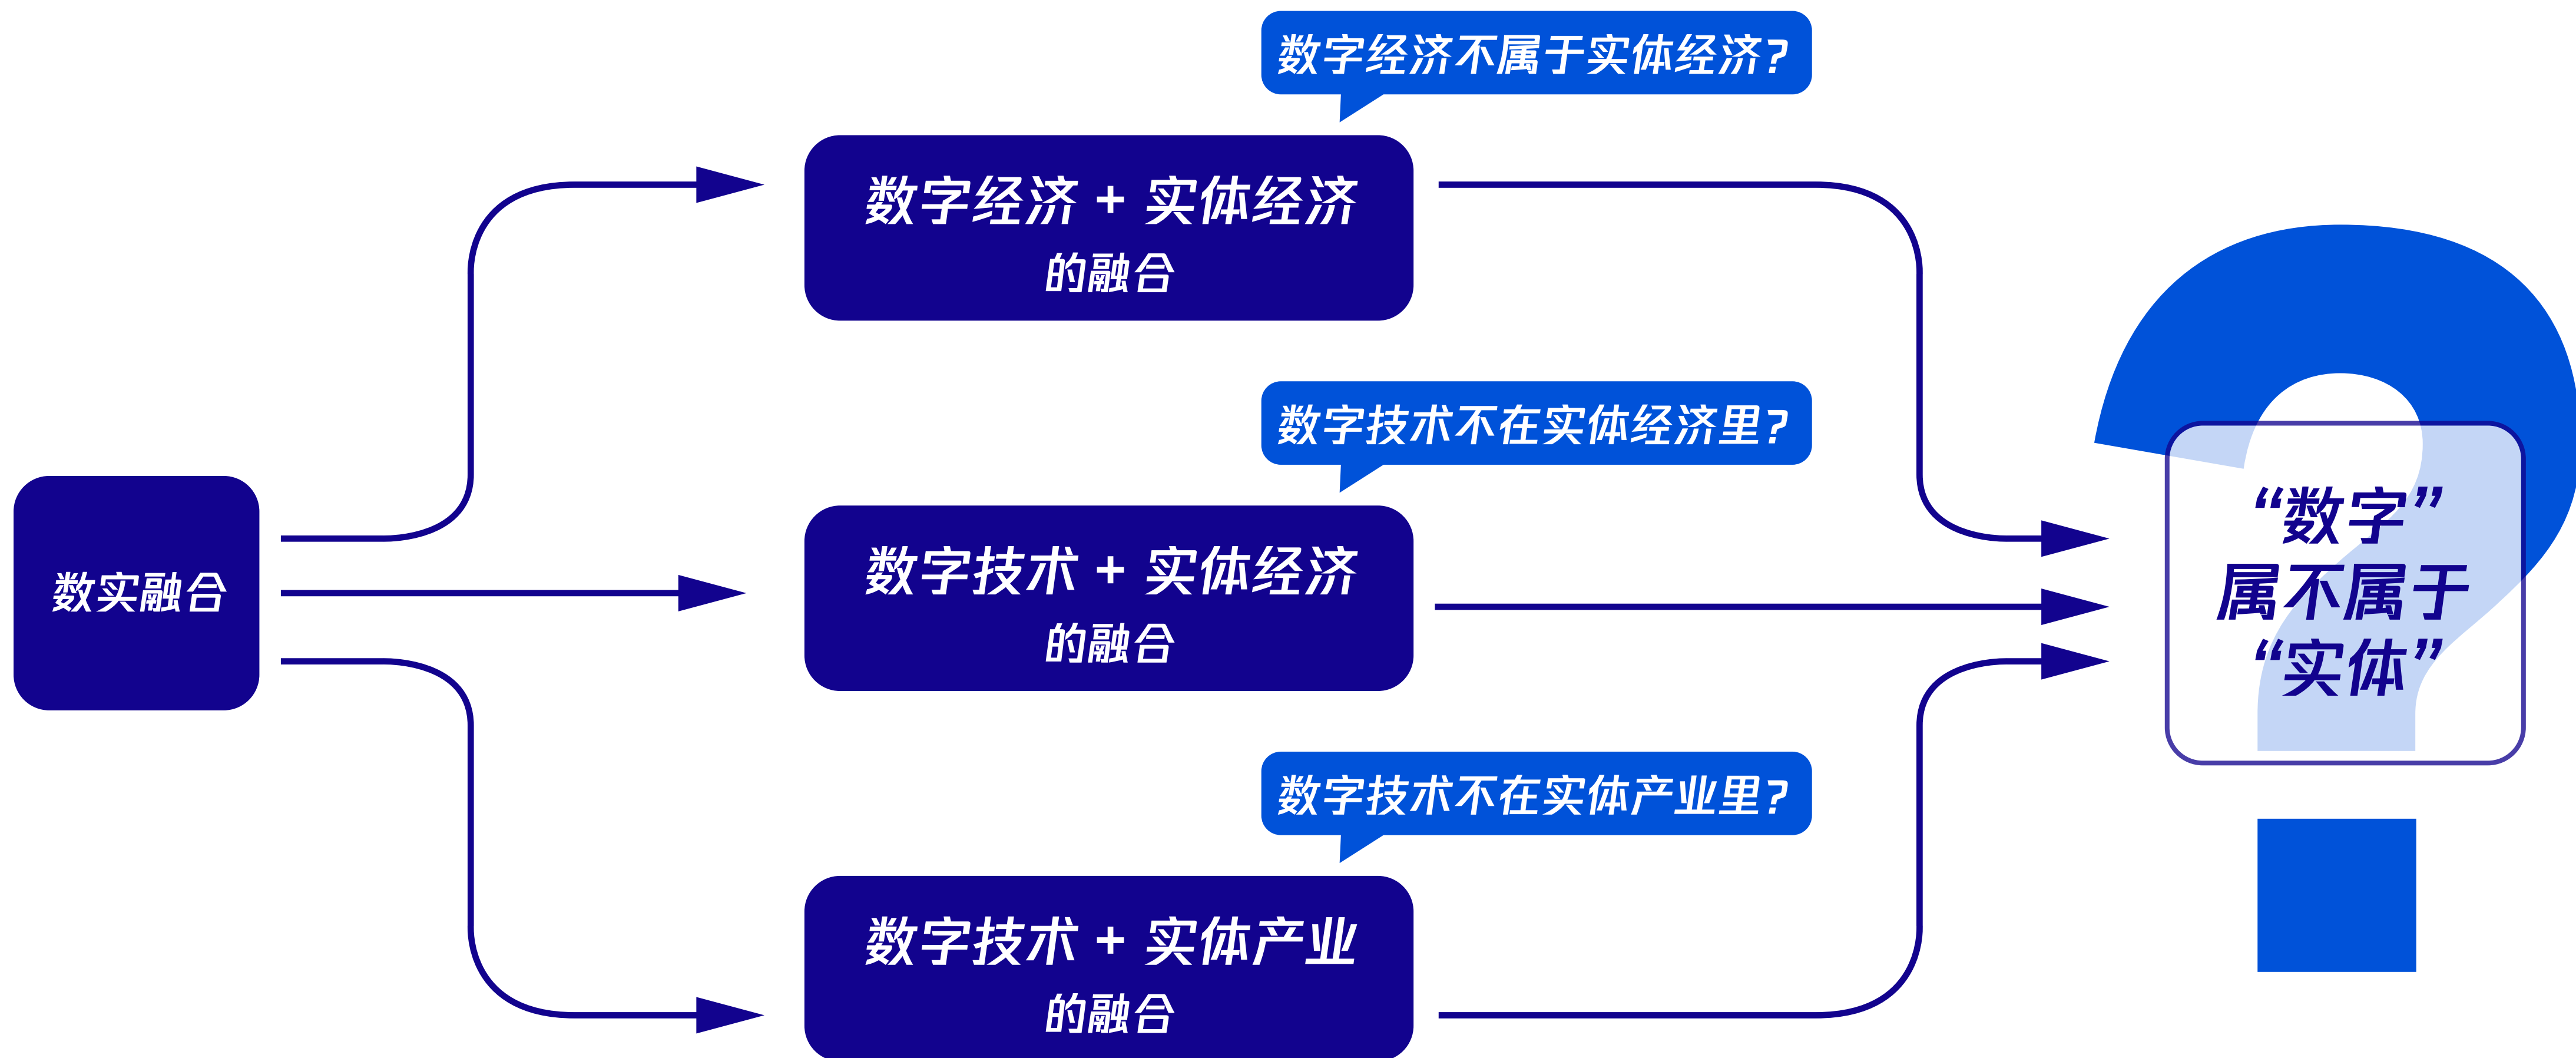 数实融合
数字经济不属于实体经济?
数字经济 + 实体经济
的融合
数字技术不在实体经济里?
数字技术 + 实体经济
的融合
数字技术不在实体产业里?
数字技术 + 实体产业
的融合
“数字”
属不属于
“实体”
?